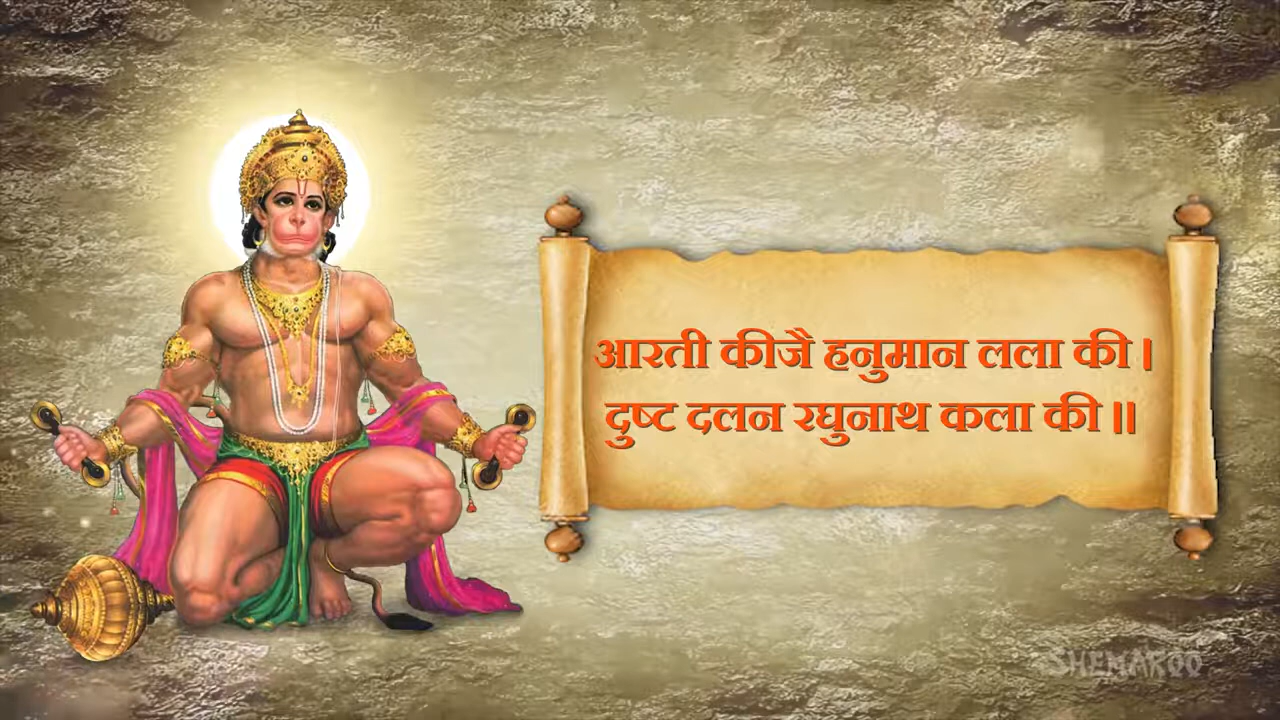 आरती कीजै हनुमान लला की।
दुष्ट दलन रघुनाथ कला की॥
SHEMAROO